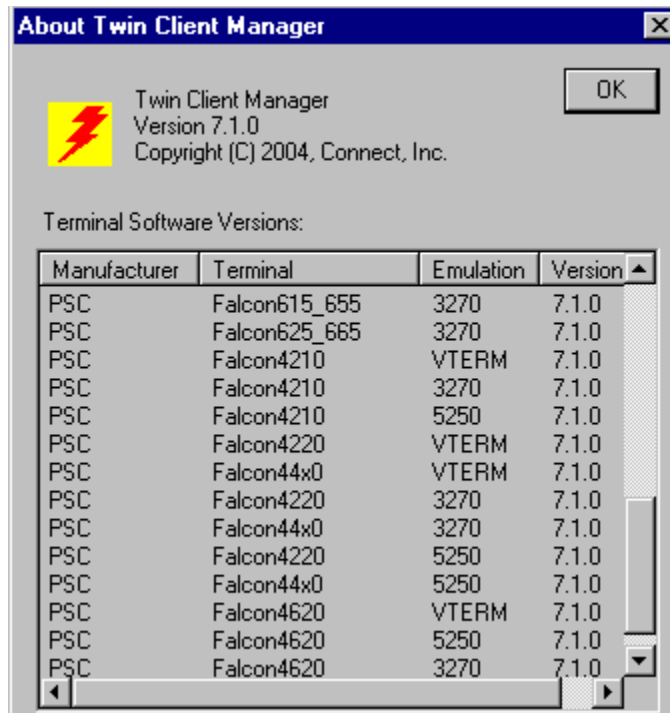 About Twin Client Manager
OK
Twin Client Manager
Version 7.1.0
Copyright (C) 2004, Connect, Inc.
Terminal Software Versions:
Manufacturer Terminal Emulation Version
PSC Falcon615_655 3270 7.1.0
PSC Falcon625_665 3270 7.1.0
PSC Falcon4210 VTERM 7.1.0
PSC Falcon4210 3270 7.1.0
PSC Falcon4210 5250 7.1.0
PSC Falcon4220 VTERM 7.1.0
PSC Falcon44x0 VTERM 7.1.0
PSC Falcon4220 3270 7.1.0
PSC Falcon44x0 3270 7.1.0
PSC Falcon4220 5250 7.1.0
PSC Falcon44x0 5250 7.1.0
PSC Falcon4620 VTERM 7.1.0
PSC Falcon4620 5250 7.1.0
PSC Falcon4620 3270 7.1.0